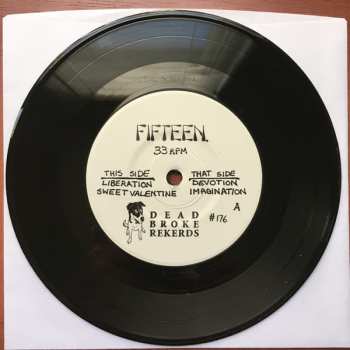 FIFTEEN.
33 RPM
THIS SIDE THAT SIDE
LIBERATION DEVOTION
SWEET VALENTINE IMAGINATION
A
DEAD
BROKE #176
REKERDS